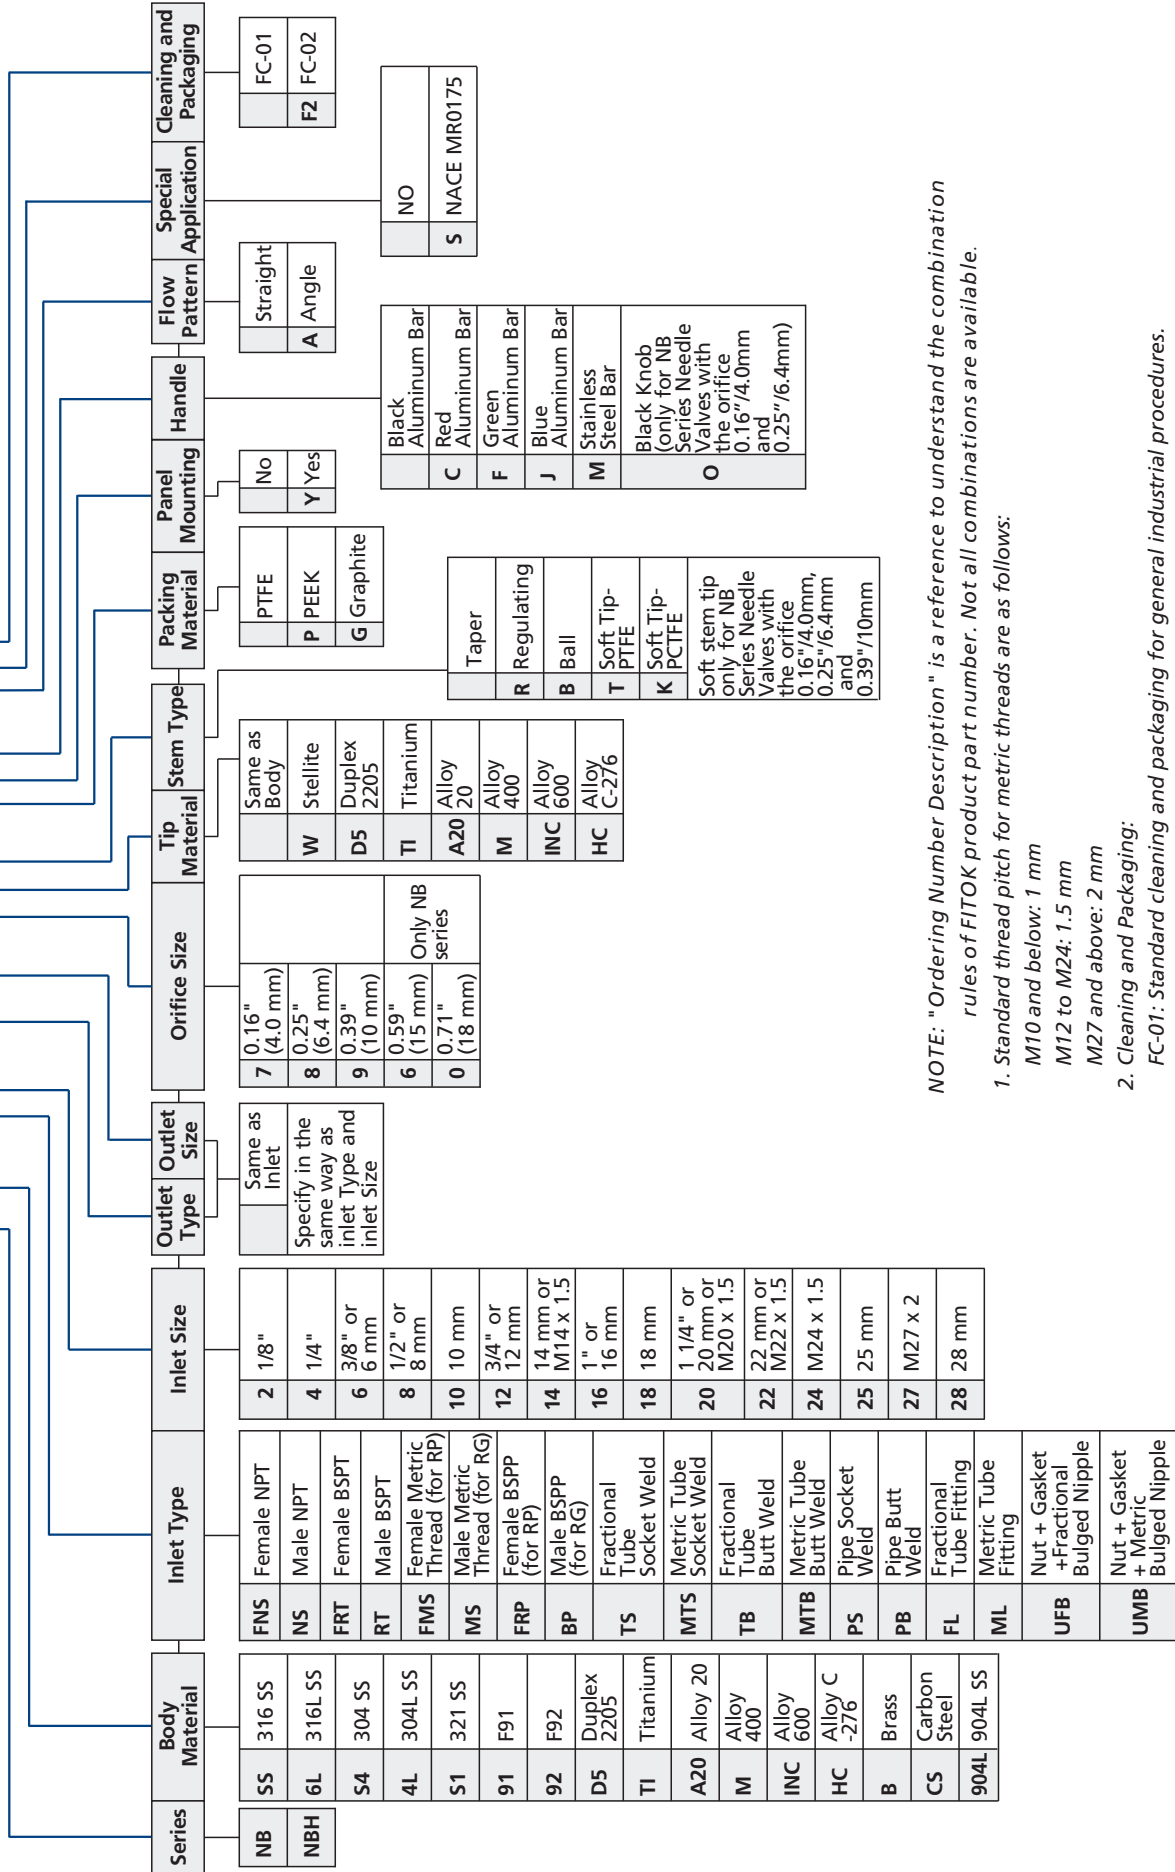 Series
NB
NBH
Body
Material
SS 316 SS
6L 316L SS
S4 304 SS
4L 304L SS
S1 321 SS
91 F91
92 F92
D5 Duplex
2205
TI Titanium
A20 Alloy 20
M Alloy
400
INC Alloy
600
HC Alloy C
-276
B Brass
CS Carbon
Steel
904L 904L SS
Inlet Type
FNS Female NPT
NS Male NPT
FRT Female BSPT
RT Male BSPT
FMS Female Metric
Thread (for RP)
MS Male Metric
Thread (for RG)
FRP Female BSPP
(for RP)
BP Male BSPP
(for RG)
TS Fractional
Tube
Socket Weld
MTS Metric Tube
Socket Weld
TB Fractional
Tube
Butt Weld
MTB Metric Tube
Butt Weld
PS Pipe Socket
Weld
PB Pipe Butt
Weld
FL Fractional
Tube Fitting
ML Metric Tube
Fitting
UFB Nut + Gasket
+Fractional
Bulged Nipple
UMB Nut + Gasket
+ Metric
Bulged Nipple
Inlet Size
2 1/8"
4 1/4"
6 3/8" or
6 mm
8 1/2" or
8 mm
10 10 mm
12 3/4" or
12 mm
14 14 mm or
M14 x 1.5
16 1" or
16 mm
18 18 mm
20 1 1/4" or
20 mm or
M20 x 1.5
22 22 mm or
M22 x 1.5
24 M24 x 1.5
25 25 mm
27 M27 x 2
28 28 mm
Outlet
Type
Outlet
Size
Same as
Inlet
Specify in the
same way as
inlet Type and
inlet Size
Orifice Size
7 0.16"
(4.0 mm)
8 0.25"
(6.4 mm)
9 0.39"
(10 mm)
6 0.59"
(15 mm)
0 0.71"
(18 mm)
Only NB
series
Tip
Material
Same as
Body
W Stellite
D5 Duplex
2205
TI Titanium
A20 Alloy
20
M Alloy
400
INC Alloy
600
HC Alloy
C-276
Stem Type
Taper
R Regulating
B Ball
T Soft Tip-
PTFE
K Soft Tip-
PCTFE
Soft stem tip
only for NB
Series Needle
Valves with
the orifice
0.16"/4.0mm,
0.25"/6.4mm
and
0.39"/10mm
Packing
Material
PTFE
P PEEK
G Graphite
Panel
Mounting
No
Y Yes
Handle
Black
Aluminum Bar
C Red
Aluminum Bar
F Green
Aluminum Bar
J Blue
Aluminum Bar
M Stainless
Steel Bar
O Black Knob
(only for NB
Series Needle
Valves with
the orifice
0.16"/4.0mm
and
0.25"/6.4mm)
Flow
Pattern
Straight
A Angle
Special
Application
NO
S NACE MR0175
Cleaning and
Packaging
FC-01
F2 FC-02
NOTE: "Ordering Number Description" is a reference to understand the combination
rules of FITOK product part number. Not all combinations are available.
1. Standard thread pitch for metric threads are as follows:
M10 and below: 1 mm
M12 to M24: 1.5 mm
M27 and above: 2 mm
2. Cleaning and Packaging:
FC-01: Standard cleaning and packaging for general industrial procedures.